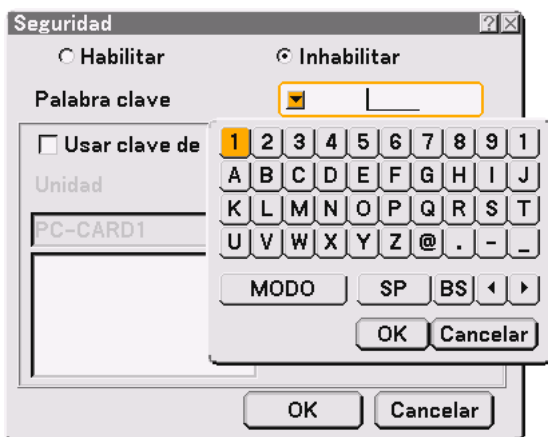 Seguridad ? ×
Habilitar Inhabilitar
Palabra clave
Usar clave de
Unidad
PC-CARD1
1 2 3 4 5 6 7 8 9 1
A B C D E F G H I J
K L M N O P Q R S T
U V W X Y Z @ . - _
MODO SP BS
OK Cancelar
OK Cancelar